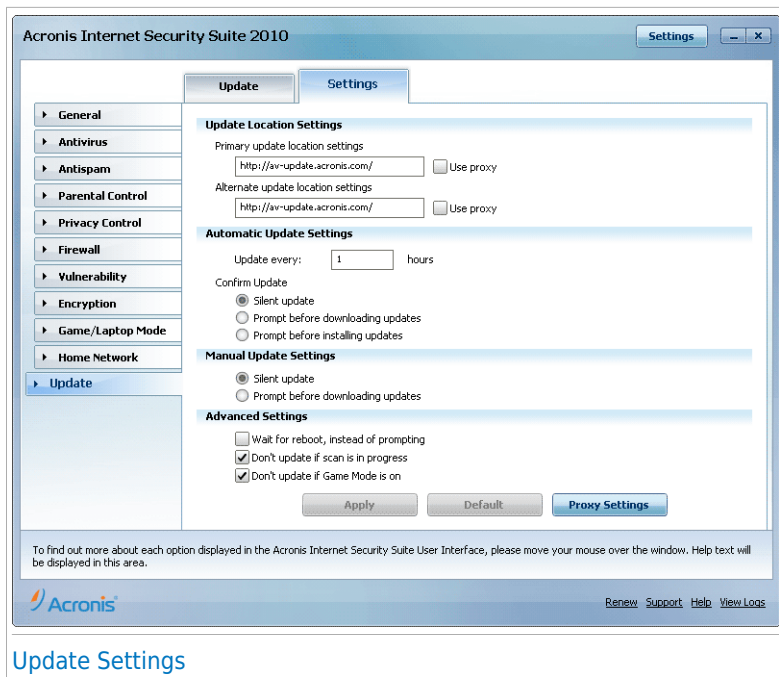 Acronis Internet Security Suite 2010
Settings
Update
Settings
General
Antivirus
Antispam
Parental Control
Privacy Control
Firewall
Vulnerability
Encryption
Game/Laptop Mode
Home Network
Update
Update Location Settings
Primary update location settings
http://av-update.acronis.com/
Use proxy
Alternate update location settings
http://av-update.acronis.com/
Use proxy
Automatic Update Settings
Update every: 1 hours
Confirm Update
Silent update
Prompt before downloading updates
Prompt before installing updates
Manual Update Settings
Silent update
Prompt before downloading updates
Advanced Settings
Wait for reboot, instead of prompting
Don't update if scan is in progress
Don't update if Game Mode is on
Apply Default Proxy Settings
To find out more about each option displayed in the Acronis Internet Security Suite User Interface, please move your mouse over the window. Help text will
be displayed in this area.
Acronis
Renew Support Help View Logs
Update Settings